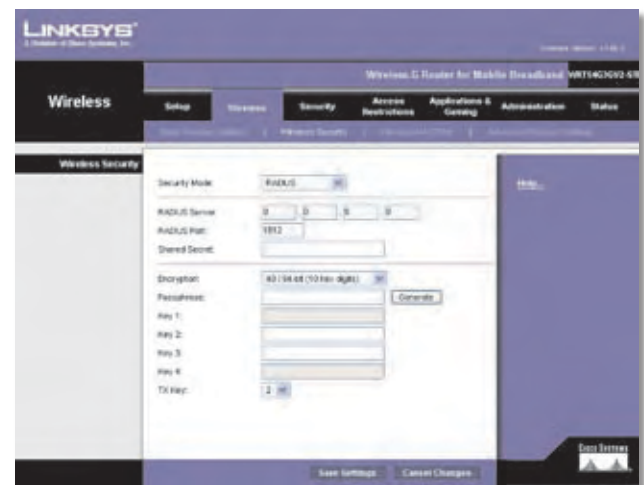 LINKSYS
A Division of Cisco Systems, Inc.
Wireless-G Router for Mobile Broadband
Wireless
Setup
Wireless
Security
Access Restrictions
Applications & Gaming
Administration
Status
Wireless Security
Wireless Security
Security Mode:
RADIUS
Help...
RADIUS Server
0 . 0 . 0 . 0
RADIUS Port:
1812
Shared Secret:
Encryption:
Passphrase:
Generate
Key 1:
Key 2:
Key 3:
Key 4:
TX Key:
2
Save Settings
Cancel Changes
Cisco Systems